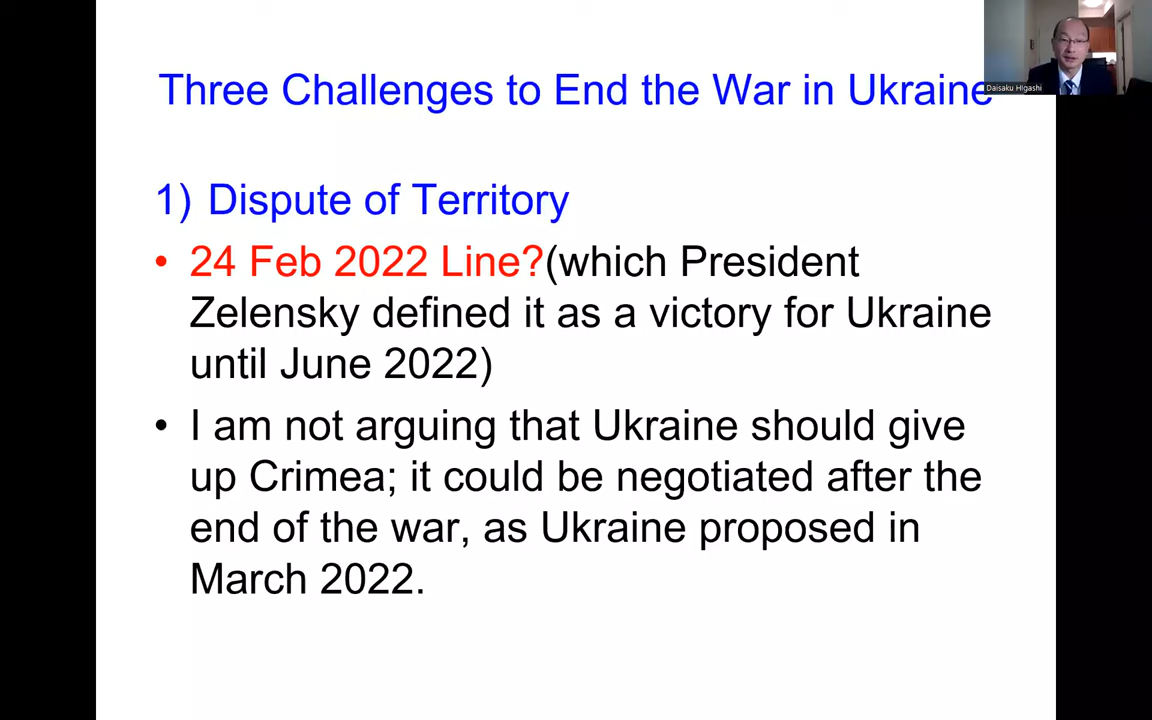 Three Challenges to End the War in Ukraine
Daisaku Higashi
1) Dispute of Territory
• 24 Feb 2022 Line?(which President
Zelensky defined it as a victory for Ukraine
until June 2022)
• I am not arguing that Ukraine should give
up Crimea; it could be negotiated after the
end of the war, as Ukraine proposed in
March 2022.